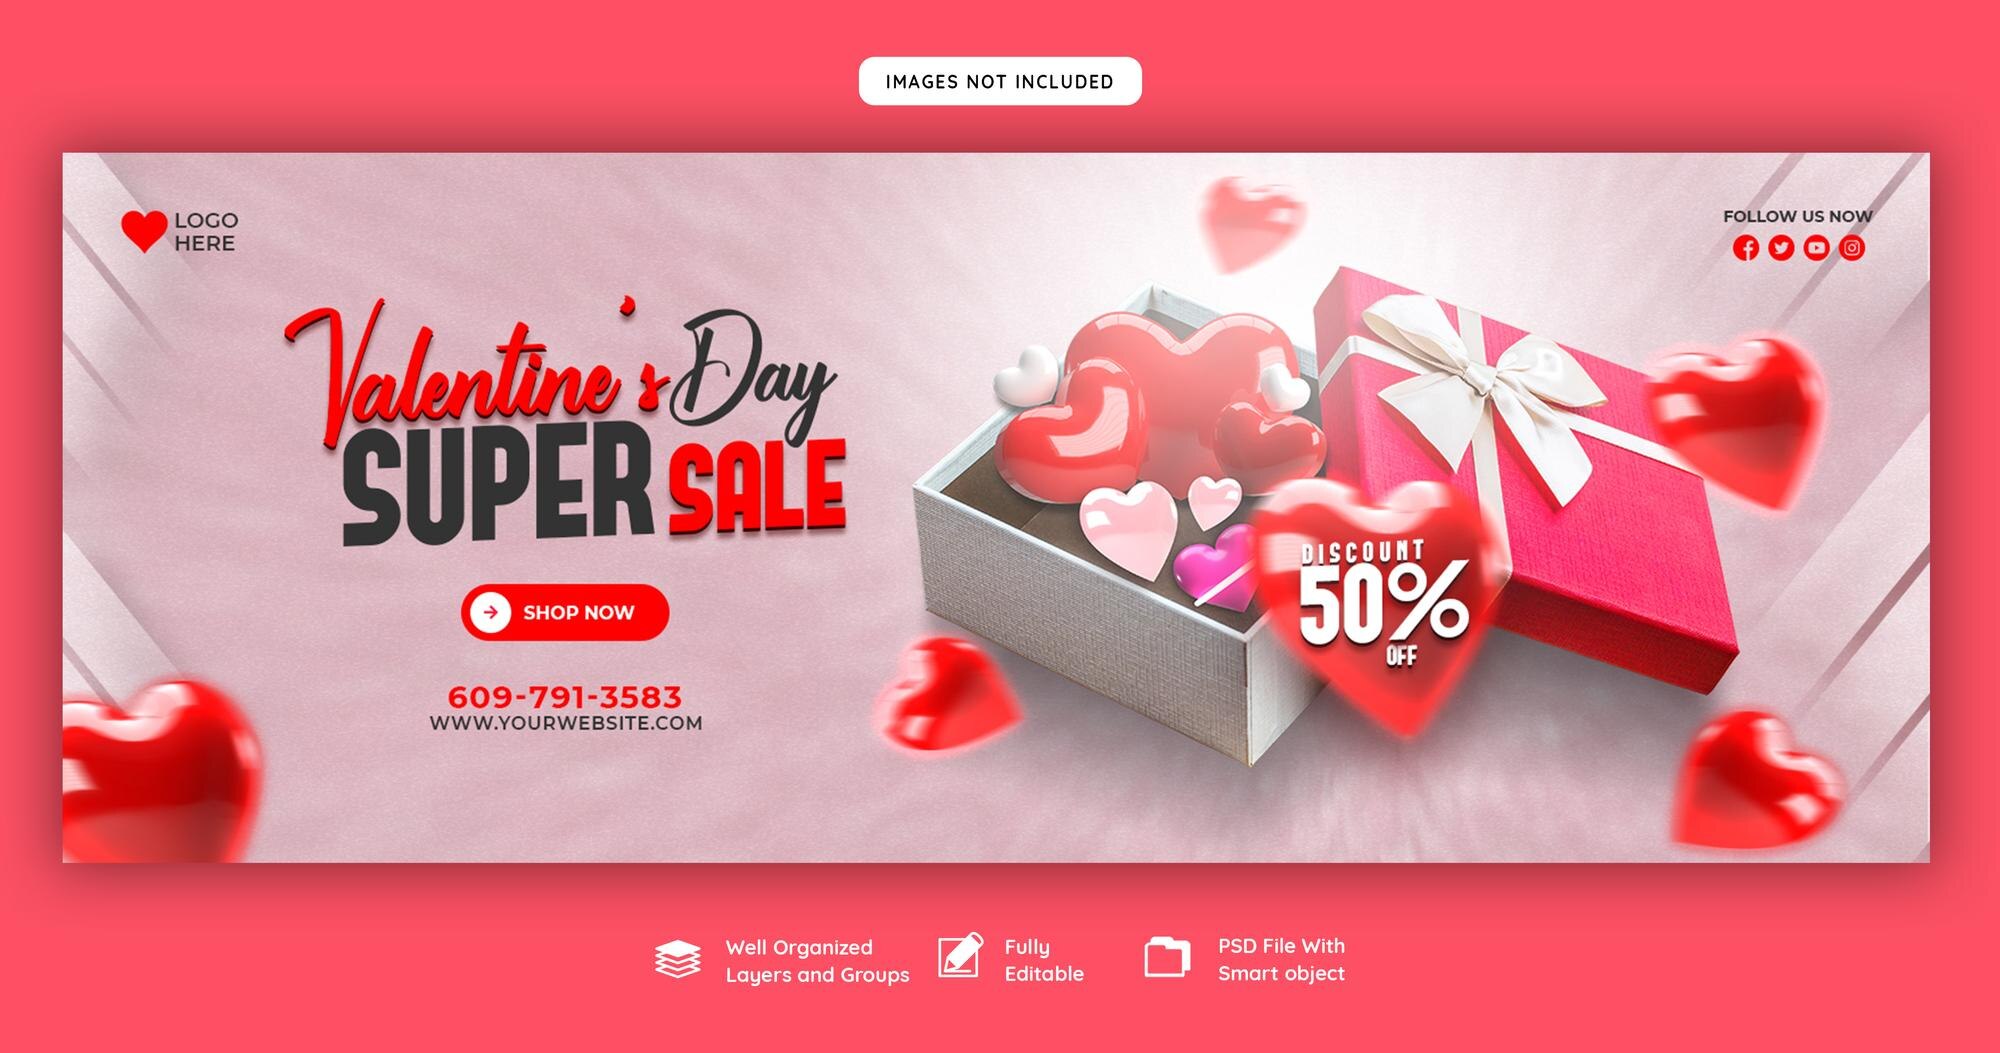 IMAGES NOT INCLUDED
LOGO
HERE
FOLLOW US NOW
Valentine's Day
SUPER SALE
SHOP NOW
609-791-3583
WWW.YOURWEBSITE.COM
DISCOUNT
50%
OFF
Well Organized
Layers and Groups
Fully
Editable
PSD File With
Smart object